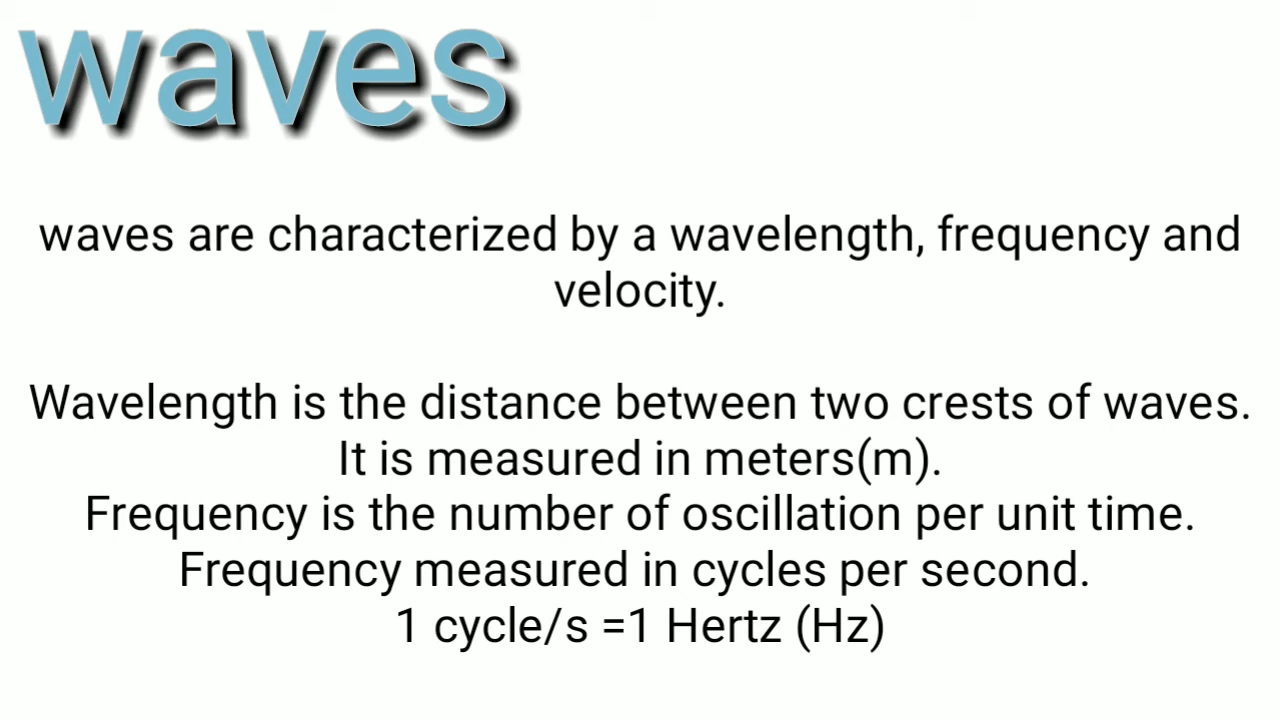 waves
waves are characterized by a wavelength, frequency and
velocity.
Wavelength is the distance between two crests of waves.
It is measured in meters(m).
Frequency is the number of oscillation per unit time.
Frequency measured in cycles per second.
1 cycle/s =1 Hertz (Hz)